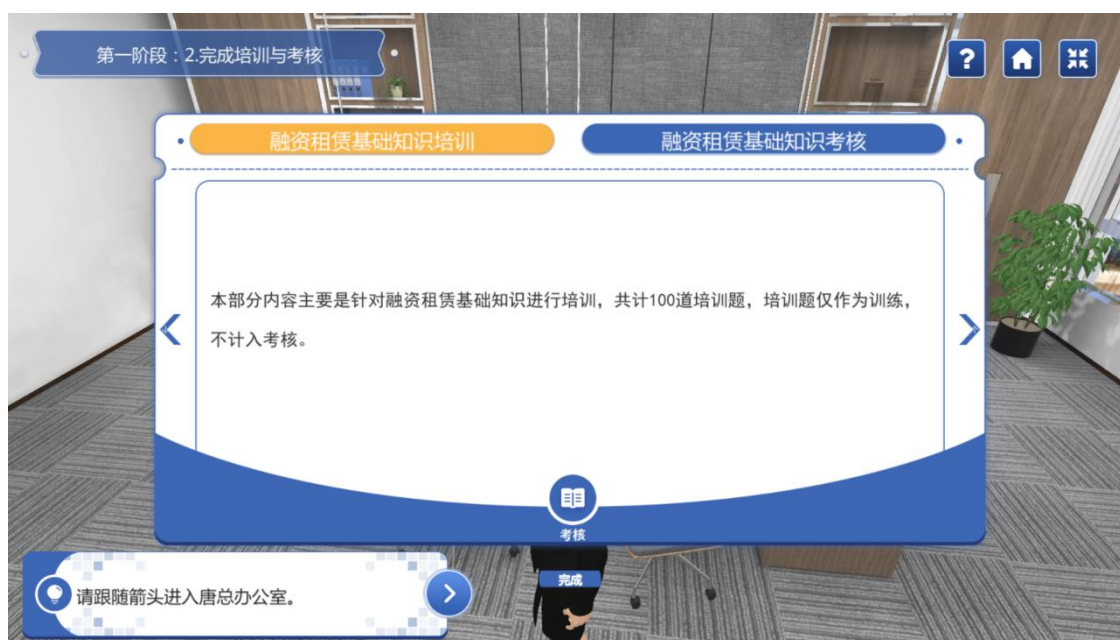 第一阶段：2.完成培训与考核
?
融资租赁基础知识培训
融资租赁基础知识考核
本部分内容主要是针对融资租赁基础知识进行培训，共计100道培训题，培训题仅作为训练，
不计入考核。
考核
完成
请跟随箭头进入唐总办公室。